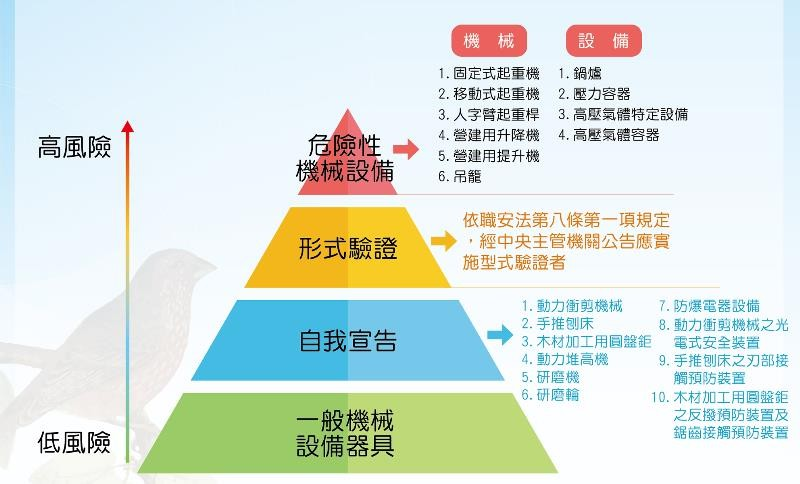 機 械
設 備
1. 固定式起重機
2. 移動式起重機
3. 人字臂起重桿
4. 營建用升降機
5. 營建用提升機
6. 吊籠
1. 鍋爐
2. 壓力容器
3. 高壓氣體特定設備
4. 高壓氣體容器
高風險
危險性
機械設備
形式驗證
依職安法第八條第一項規定
，經中央主管機關公告應實
施型式驗證者
自我宣告
1. 動力衝剪機械
2. 手推刨床
3. 木材加工用圓盤鋸
4. 動力堆高機
5. 研磨機
6. 研磨輪
7. 防爆電器設備
8. 動力衝剪機械之光
電式安全裝置
9. 手推刨床之刃部接
觸預防裝置
10. 木材加工用圓盤鋸
之反撥預防裝置及
鋸齒接觸預防裝置
一般機械
設備器具
低風險